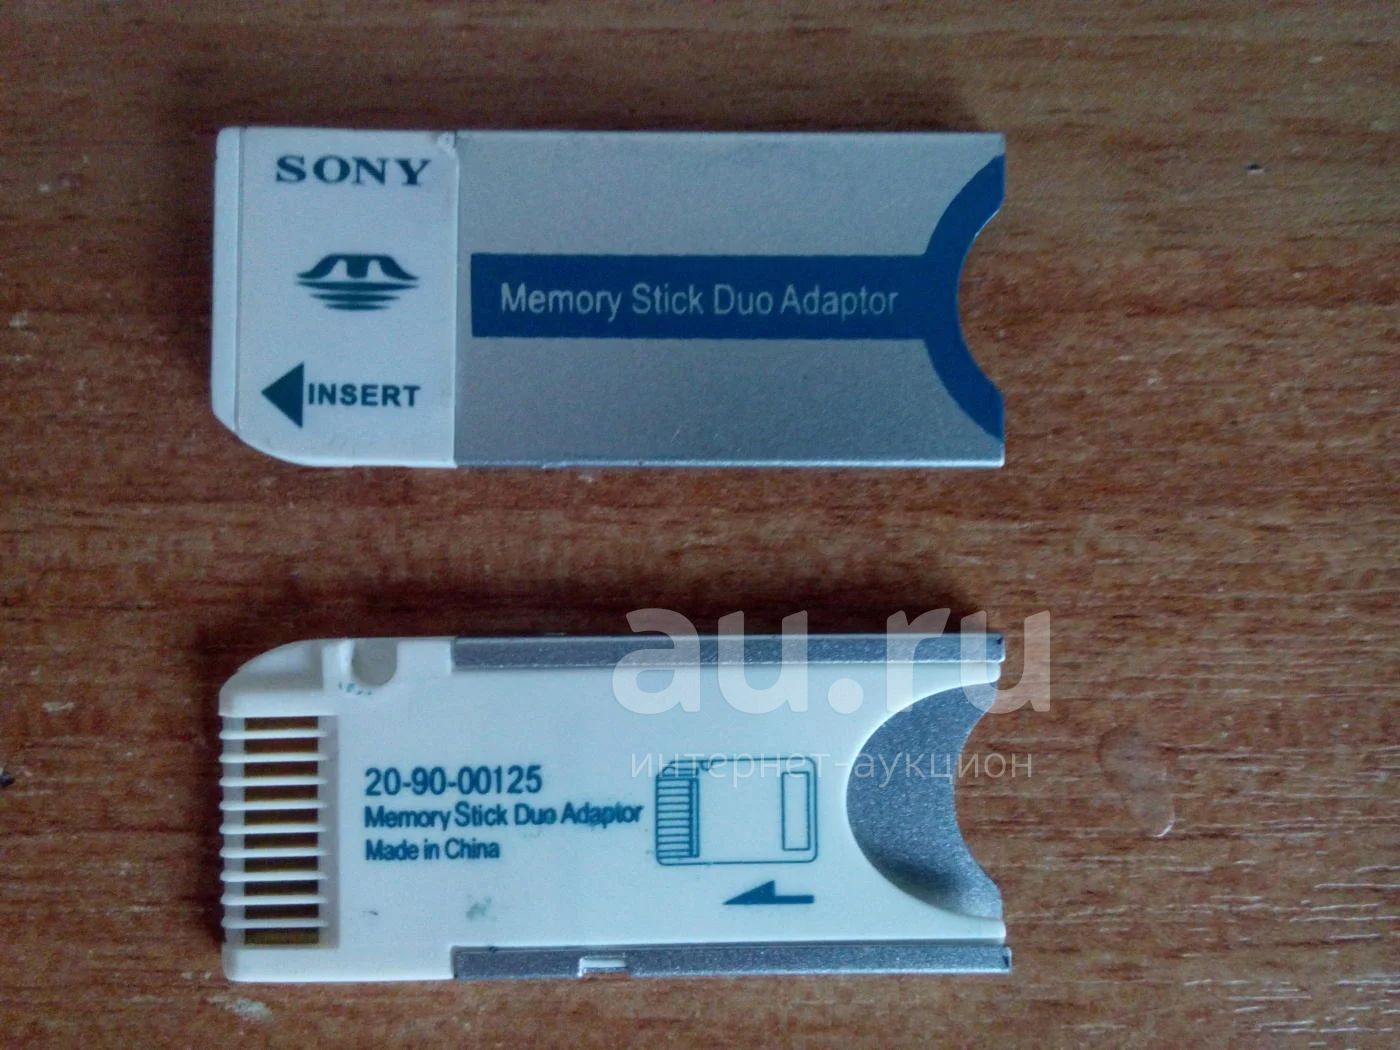 SONY
Memory Stick Duo Adaptor
INSERT
au.ru
интернет-аукцион
20-90-00125
Memory Stick Duo Adaptor
Made in China